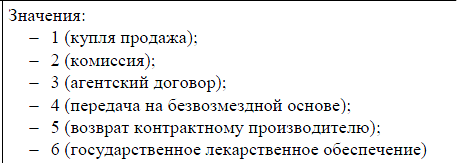 Значения:
– 1 (купля продажа);
– 2 (комиссия);
– 3 (агентский договор);
– 4 (передача на безвозмездной основе);
– 5 (возврат контрактному производителю);
– 6 (государственное лекарственное обеспечение)